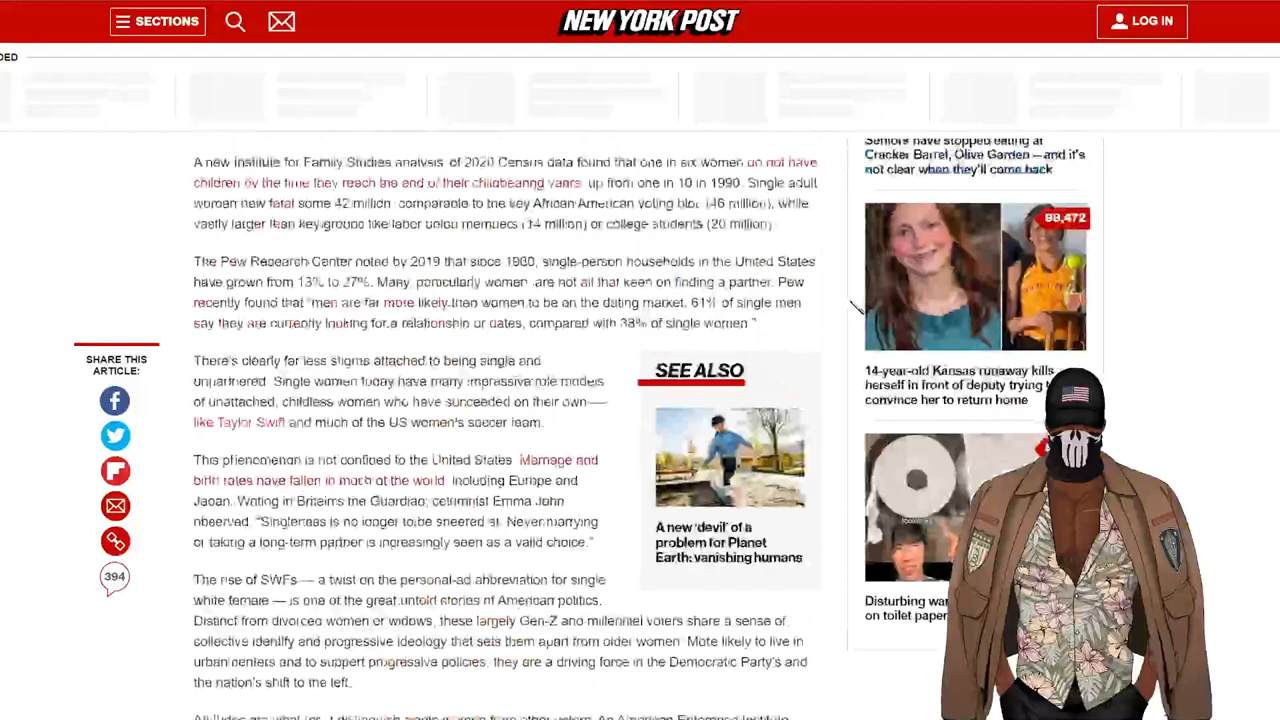 SECTIONS
NEW YORK POST
LOG IN
DED
A new Institute for Family Studies analysis of 2020 Census data found that one in six women do not have
children by the time they reach the end of their childbearing years, up from one in 10 in 1990. Single adult
women now total some 42 million, comparable to the key African-American voting bloc (46 million), while
vastly larger than key group like labor union members (14 million) or college students (20 million).
The Pew Research Center noted by 2019 that since 1980, single-person households in the United States
have grown from 13% to 27%. Many, particularly women are not all that keen on finding a partner. Pew
recently found that "men are far more likely than women to be on the dating market. 61% of single men
say they are currently looking for a relationship or dates, compared with 38% of single women."
There's clearly far less stigma attached to being single and
unpartnered. Single women today have many impressive role models
of unattached, childless women who have succeeded on their own—
like Taylor Swift and much of the US women's soccer team.
This phenomenon is not confined to the United States. Marriage and
birth rates have fallen in much of the world, including Europe and
Japan. Writing in Britain's the Guardian, columnist Emma John
observed, "Singleness is no longer to be sneered at. Never marrying
or taking a long-term partner is increasingly seen as a valid choice."
The rise of SWFs — a twist on the personal-ad abbreviation for single
white female — is one of the great untold stories of American politics.
Distinct from divorced women or widows, these largely Gen-Z and millennial voters share a sense of
collective identity and progressive ideology that sets them apart from older women. More likely to live in
urban centers and to support progressive policies, they are a driving force in the Democratic Party's and
the nation's shift to the left.
SHARE THIS
ARTICLE:
394
SEE ALSO
A new 'devil' of a
problem for Planet
Earth: vanishing humans
Seniors have stopped eating at
Cracker Barrel, Olive Garden — and it's
not clear when they'll come back
88,472
14-year-old Kansas runaway kills
herself in front of deputy trying t
convince her to return home
Disturbing wa
on toilet paper